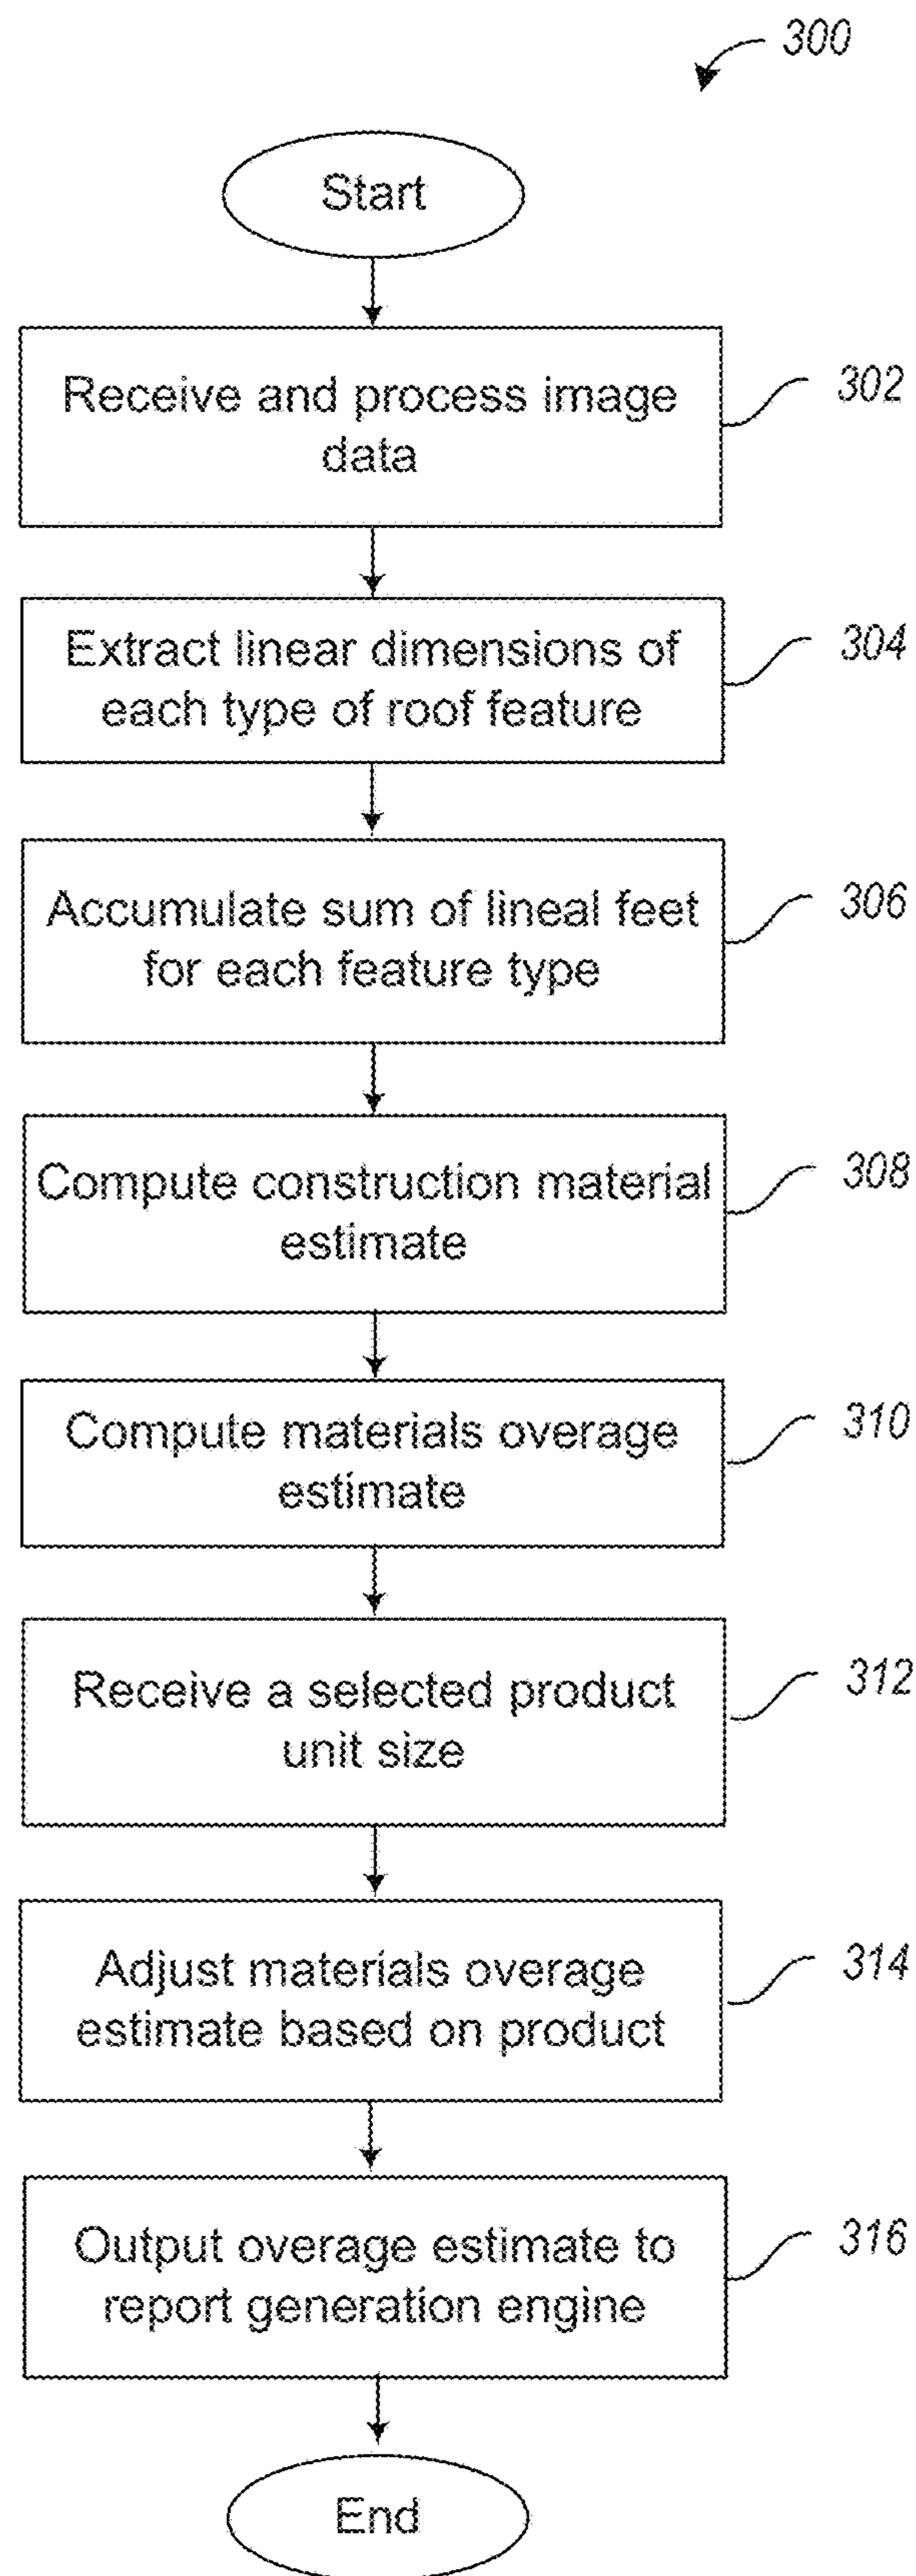 300
Start
Receive and process image
data
302
Extract linear dimensions of
each type of roof feature
304
Accumulate sum of lineal feet
for each feature type
306
Compute construction material
estimate
308
Compute materials overage
estimate
310
Receive a selected product
unit size
312
Adjust materials overage
estimate based on product
314
Output overage estimate to
report generation engine
316
End